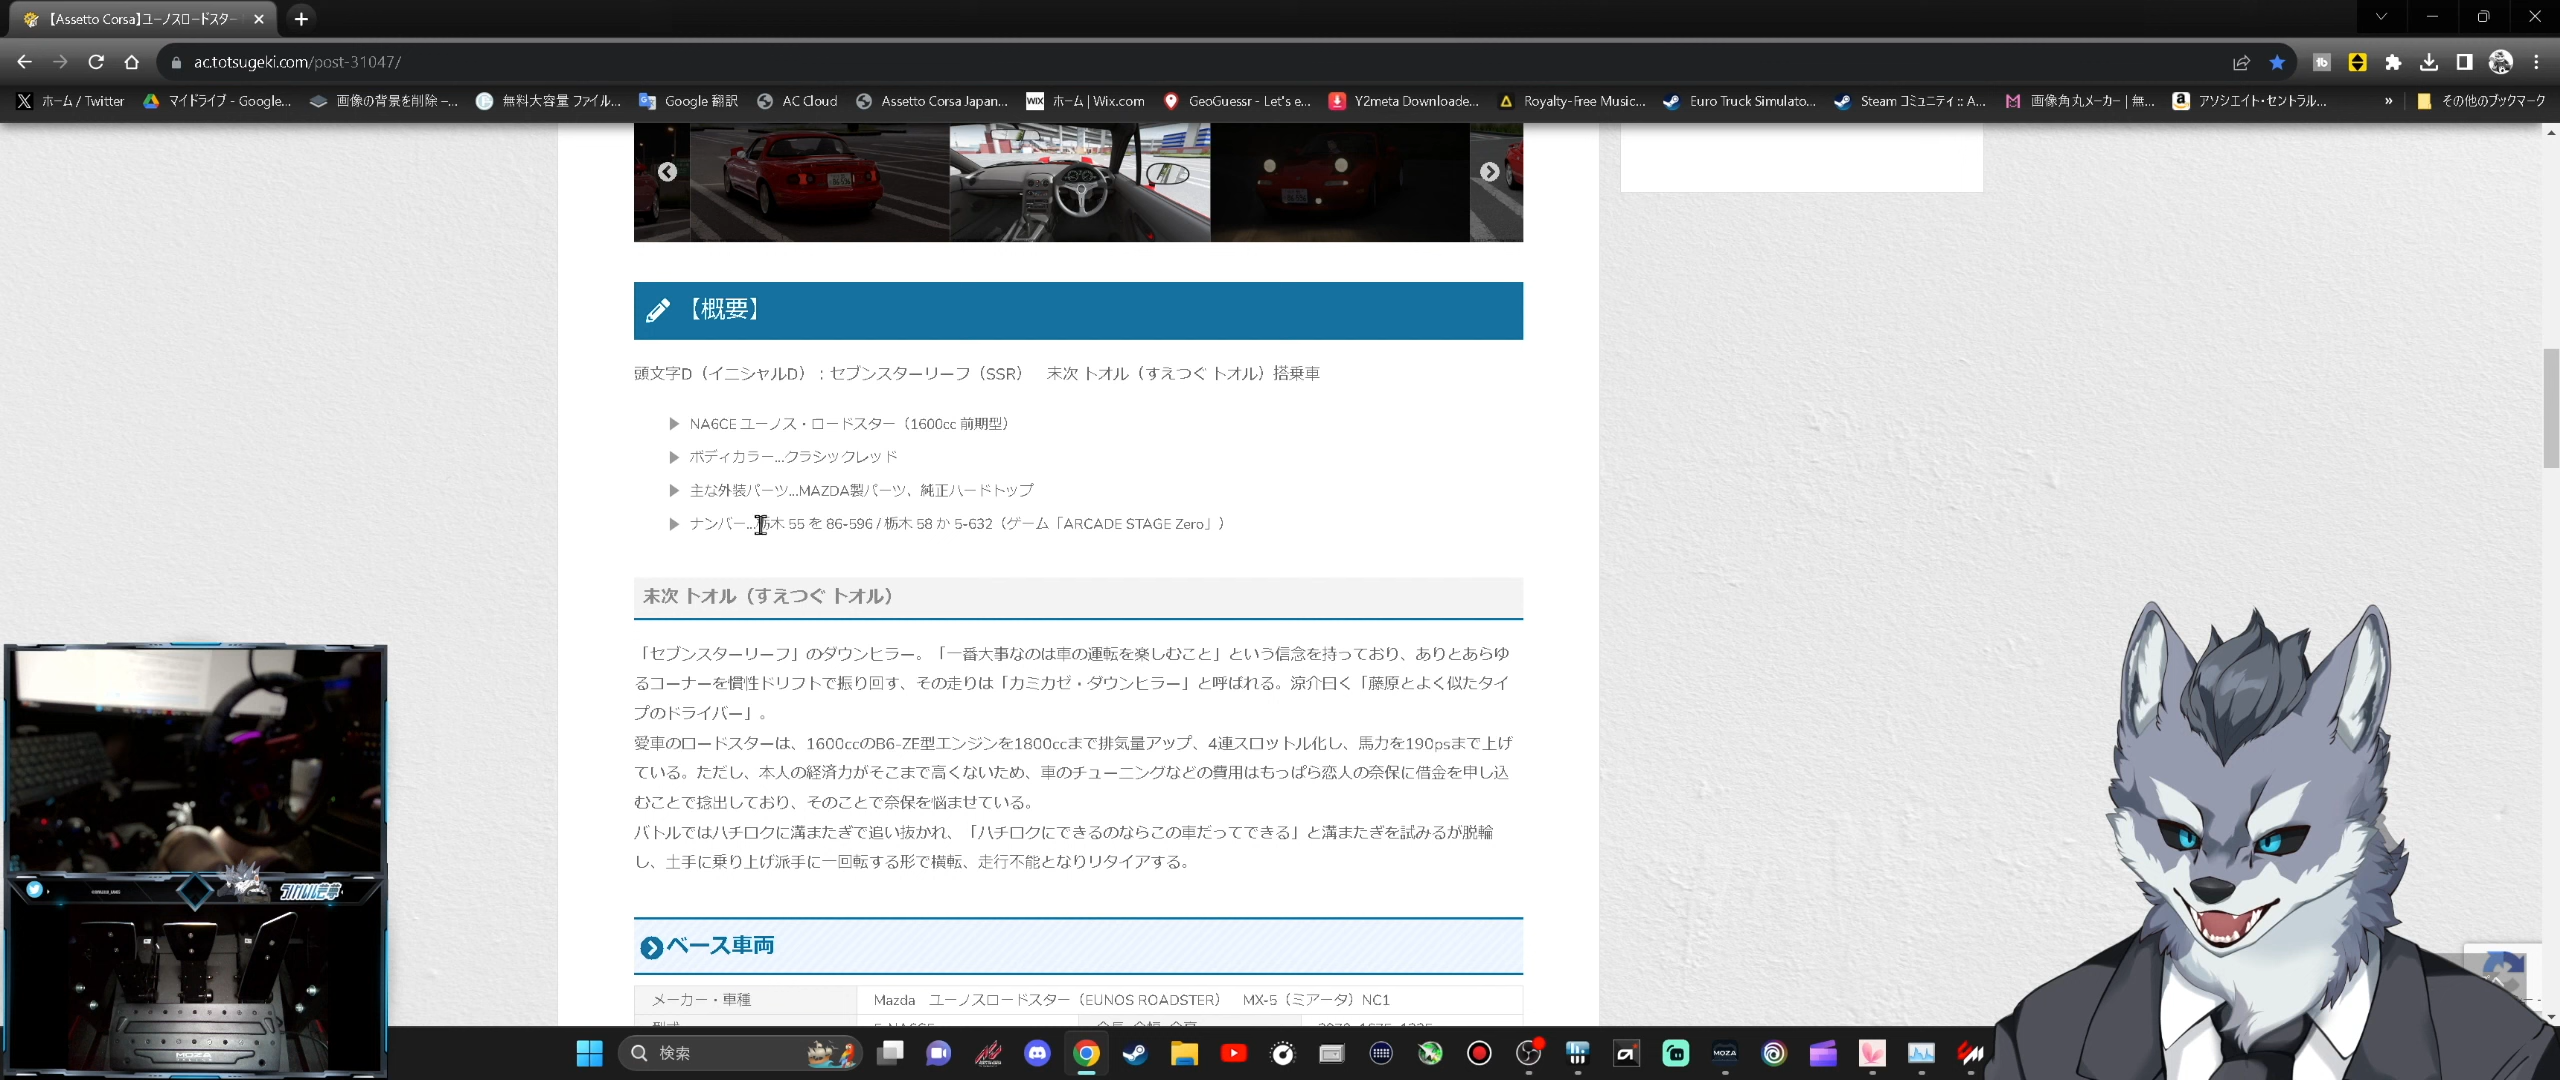 【Assetto Corsa】ユーノスロードスタ
ac.totsugeki.com/post-31047/
ホーム / Twitter
マイドライブ - Google...
画像の背景を削除 –...
無料大容量 ファイル...
Google 翻訳
AC Cloud
Assetto Corsa Japan...
WIX
ホーム | Wix.com
GeoGuessr - Let's e...
Y2meta Downloade...
Royalty-Free Music...
Euro Truck Simulato...
Steam コミュニティ :: A...
画像角丸メーカー | 無...
アソシエイト・セントラル...
»
その他のブックマーク
【概要】
頭文字D（イニシャルD）：セブンスターリーフ（SSR）　末次 トオル（すえつぐ トオル）搭乗車
NA6CE ユーノス・ロードスター（1600cc 前期型）
ボディカラー...クラシックレッド
主な外装パーツ...MAZDA製パーツ、純正ハードトップ
ナンバー...栃木 55 を 86-596 / 栃木 58 か 5-632（ゲーム「ARCADE STAGE Zero」）
末次 トオル（すえつぐ トオル）
「セブンスターリーフ」のダウンヒラー。「一番大事なのは車の運転を楽しむこと」という信念を持っており、ありとあらゆ
るコーナーを慣性ドリフトで振り回す、その走りは「カミカゼ・ダウンヒラー」と呼ばれる。涼介曰く「藤原とよく似たタイ
プのドライバー」。
愛車のロードスターは、1600ccのB6-ZE型エンジンを1800ccまで排気量アップ、4連スロットル化し、馬力を190psまで上げ
ている。ただし、本人の経済力がそこまで高くないため、車のチューニングなどの費用はもっぱら恋人の奈保に借金を申し込
むことで捻出しており、そのことで奈保を悩ませている。
バトルではハチロクに溝またぎで追い抜かれ、「ハチロクにできるのならこの車だってできる」と溝またぎを試みるが脱輪
し、土手に乗り上げ派手に一回転する形で横転、走行不能となりリタイアする。
ベース車両
メーカー・車種
Mazda　ユーノスロードスター（EUNOS ROADSTER）　MX-5（ミアータ）NC1
検索
MOZA
MOZA